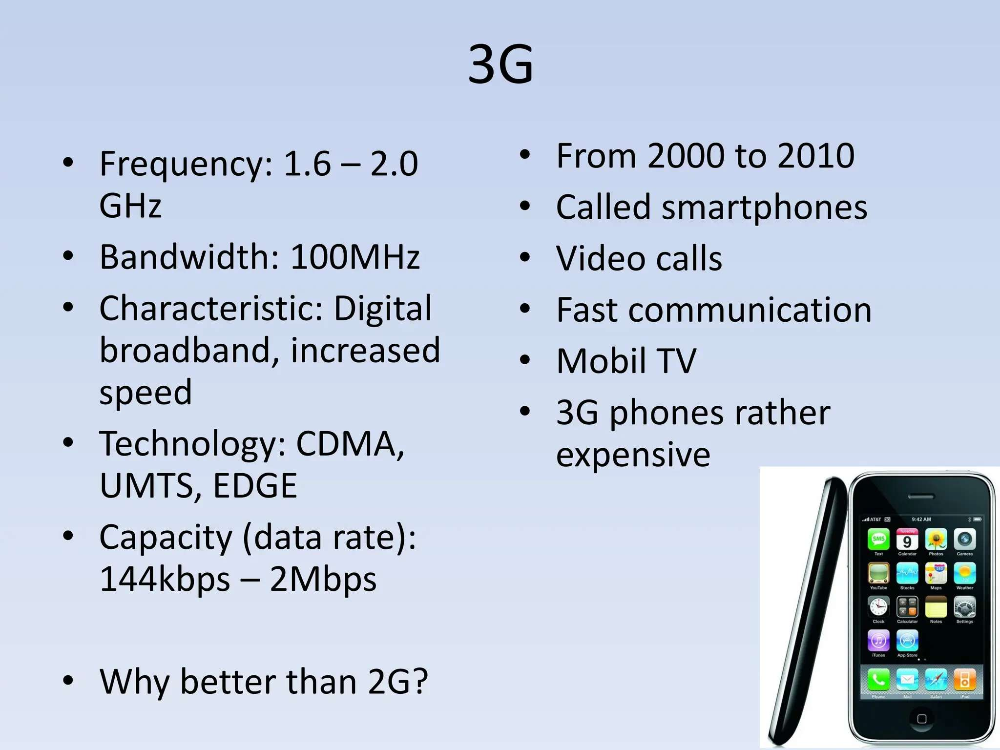 3G
• Frequency: 1.6 – 2.0
GHz
• Bandwidth: 100MHz
• Characteristic: Digital
broadband, increased
speed
• Technology: CDMA,
UMTS, EDGE
• Capacity (data rate):
144kbps – 2Mbps
• Why better than 2G?
• From 2000 to 2010
• Called smartphones
• Video calls
• Fast communication
• Mobil TV
• 3G phones rather
expensive
AT&T 3G 9:42 AM
SMS Tuesday 9 280
Text Calendar Photos Camera
YouTube Stocks Maps Weather
Clock Calculator Notes Settings
iTunes App Store
Phone Mail Safari iPod